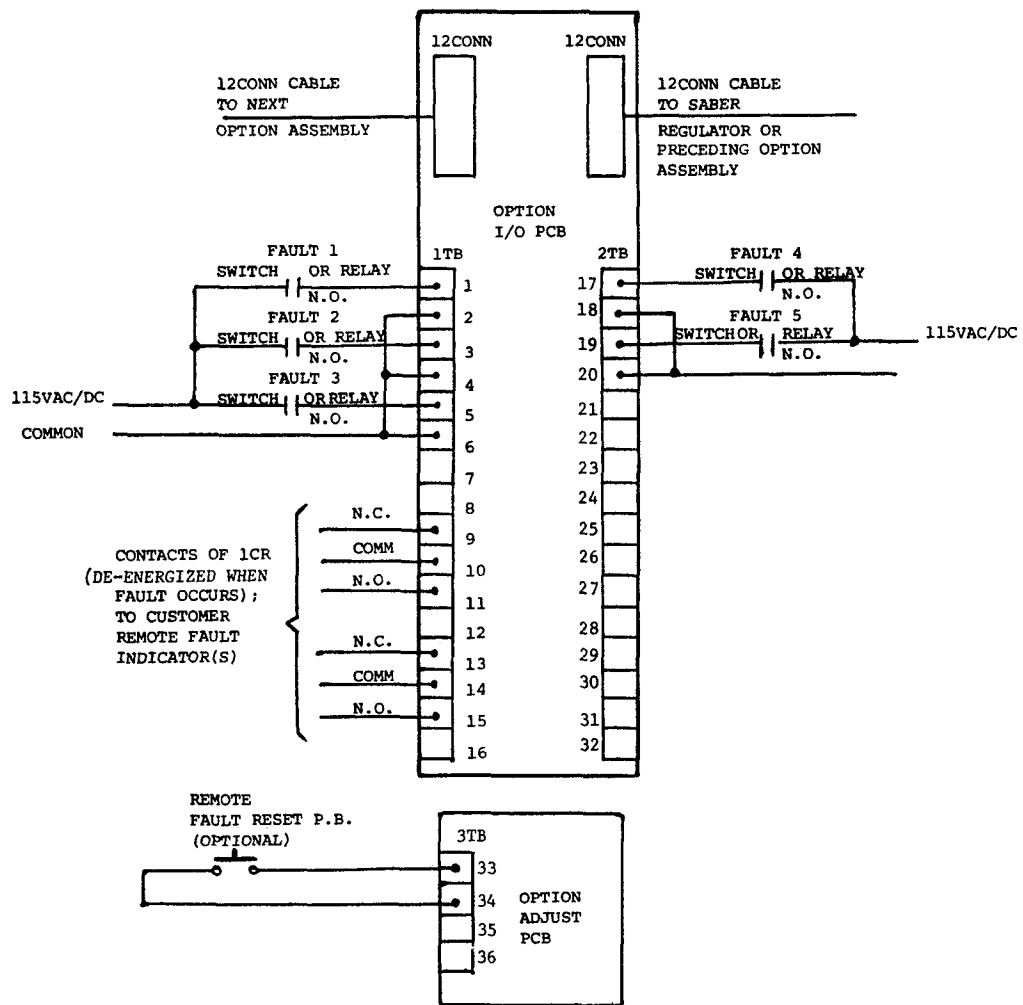 12CONN
12CONN
12CONN CABLE
TO NEXT
OPTION ASSEMBLY
12CONN CABLE
TO SABER
REGULATOR OR
PRECEDING OPTION
ASSEMBLY
OPTION
I/O PCB
1TB
2TB
FAULT 1
SWITCH OR RELAY
N.O.
FAULT 2
SWITCH OR RELAY
N.O.
FAULT 3
SWITCH OR RELAY
N.O.
115VAC/DC
COMMON
1
2
3
4
5
6
7
8
9
10
11
12
13
14
15
16
FAULT 4
SWITCH OR RELAY
N.O.
FAULT 5
SWITCH OR RELAY
N.O.
115VAC/DC
17
18
19
20
21
22
23
24
25
26
27
28
29
30
31
32
N.C.
COMM
N.O.
N.C.
COMM
N.O.
CONTACTS OF 1CR
(DE-ENERGIZED WHEN
FAULT OCCURS);
TO CUSTOMER
REMOTE FAULT
INDICATOR(S)
REMOTE
FAULT RESET P.B.
(OPTIONAL)
3TB
33
34
35
36
OPTION
ADJUST
PCB